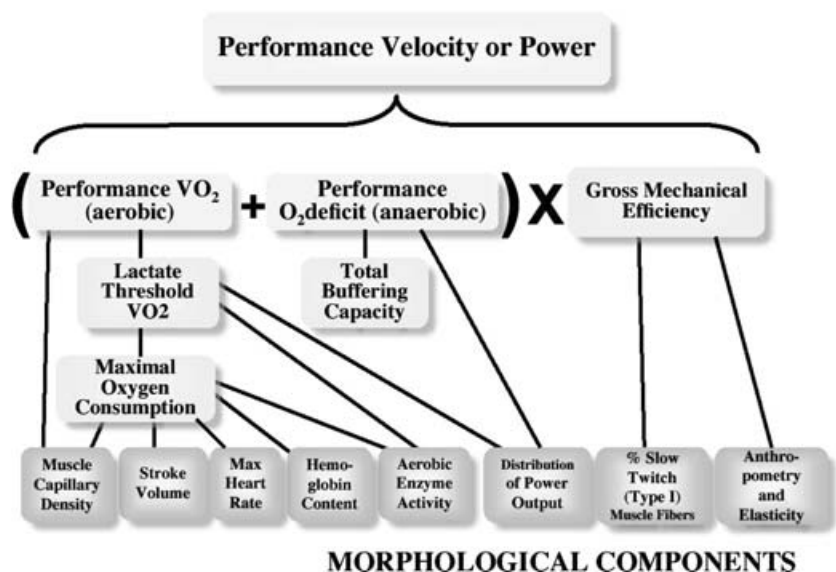 Performance Velocity or Power
(
Performance VO₂
(aerobic)
+
Performance
O₂deficit (anaerobic)
)
X
Gross Mechanical
Efficiency
Lactate
Threshold
VO2
Total
Buffering
Capacity
Maximal
Oxygen
Consumption
Muscle
Capillary
Density
Stroke
Volume
Max
Heart
Rate
Hemo-
globin
Content
Aerobic
Enzyme
Activity
Distribution
of Power
Output
% Slow
Twitch
(Type I)
Muscle Fibers
Anthro-
pometry
and
Elasticity
MORPHOLOGICAL COMPONENTS